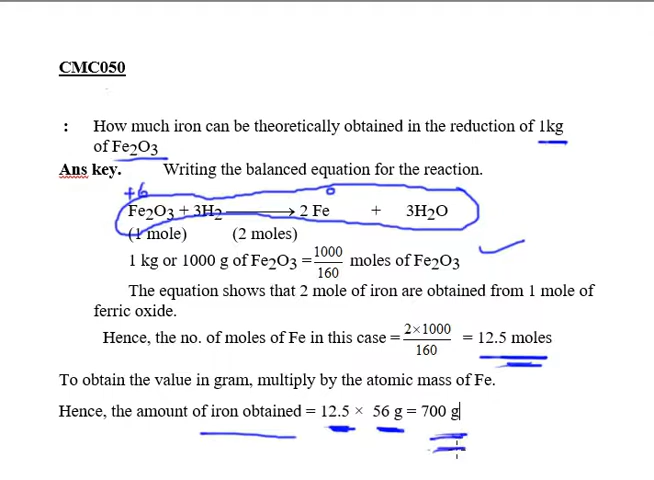 CMC050
: How much iron can be theoretically obtained in the reduction of 1kg
of Fe2O3
Ans key. Writing the balanced equation for the reaction.
+6 0
Fe2O3 + 3H2 → 2 Fe + 3H2O
(1 mole) (2 moles)
1 kg or 1000 g of Fe2O3 = 1000/160 moles of Fe2O3
The equation shows that 2 mole of iron are obtained from 1 mole of
ferric oxide.
Hence, the no. of moles of Fe in this case = 2×1000/160 = 12.5 moles
To obtain the value in gram, multiply by the atomic mass of Fe.
Hence, the amount of iron obtained = 12.5 × 56 g = 700 g